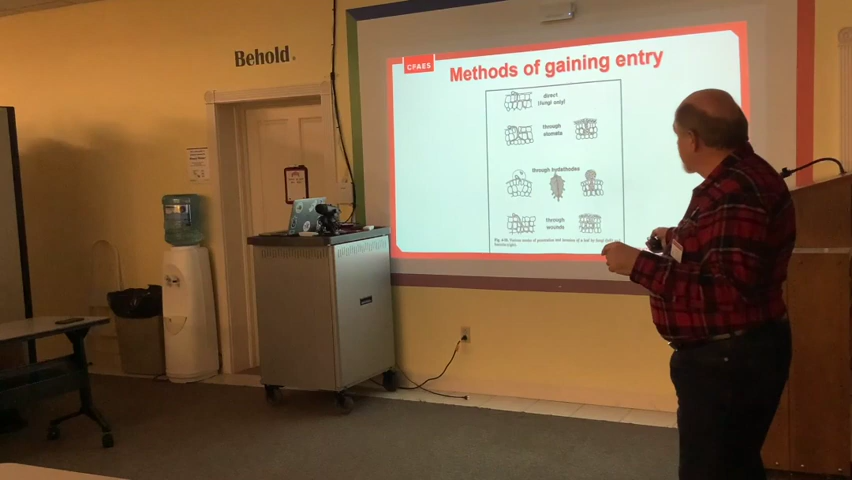 Behold.
CFAES
Methods of gaining entry
direct
(fungi only)
through
stomata
through hydathodes
through
wounds